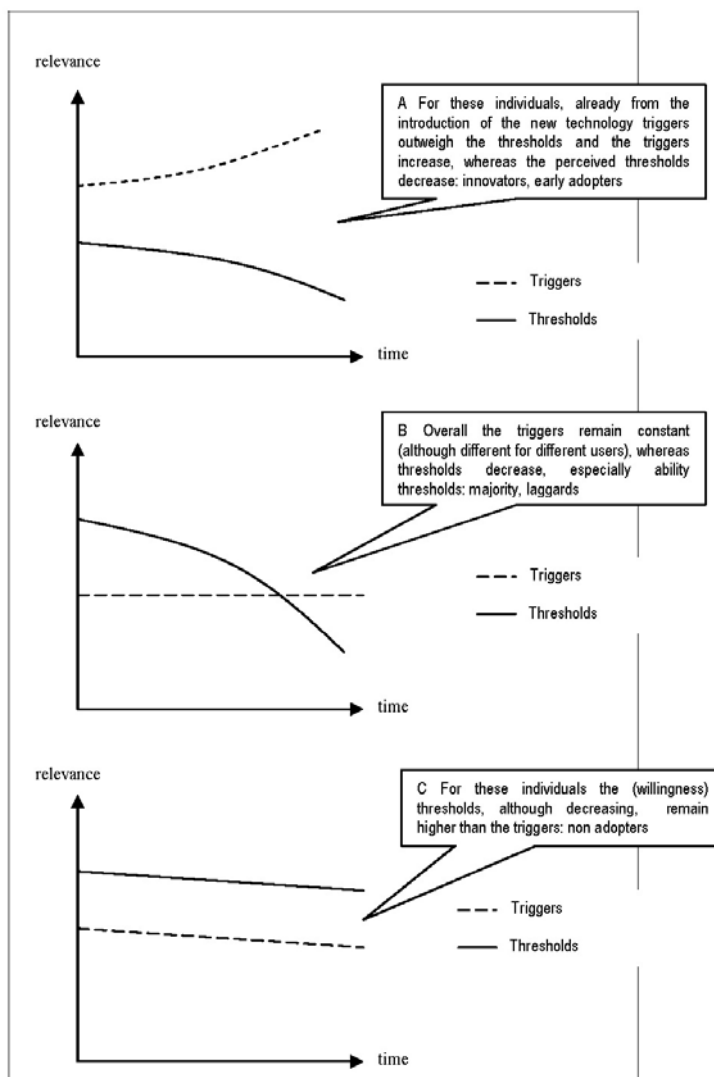 relevance
A For these individuals, already from the
introduction of the new technology triggers
outweigh the thresholds and the triggers
increase, whereas the perceived thresholds
decrease: innovators, early adopters
Triggers
Thresholds
time
relevance
B Overall the triggers remain constant
(although different for different users), whereas
thresholds decrease, especially ability
thresholds: majority, laggards
Triggers
Thresholds
time
relevance
C For these individuals the (willingness)
thresholds, although decreasing, remain
higher than the triggers: non adopters
Triggers
Thresholds
time